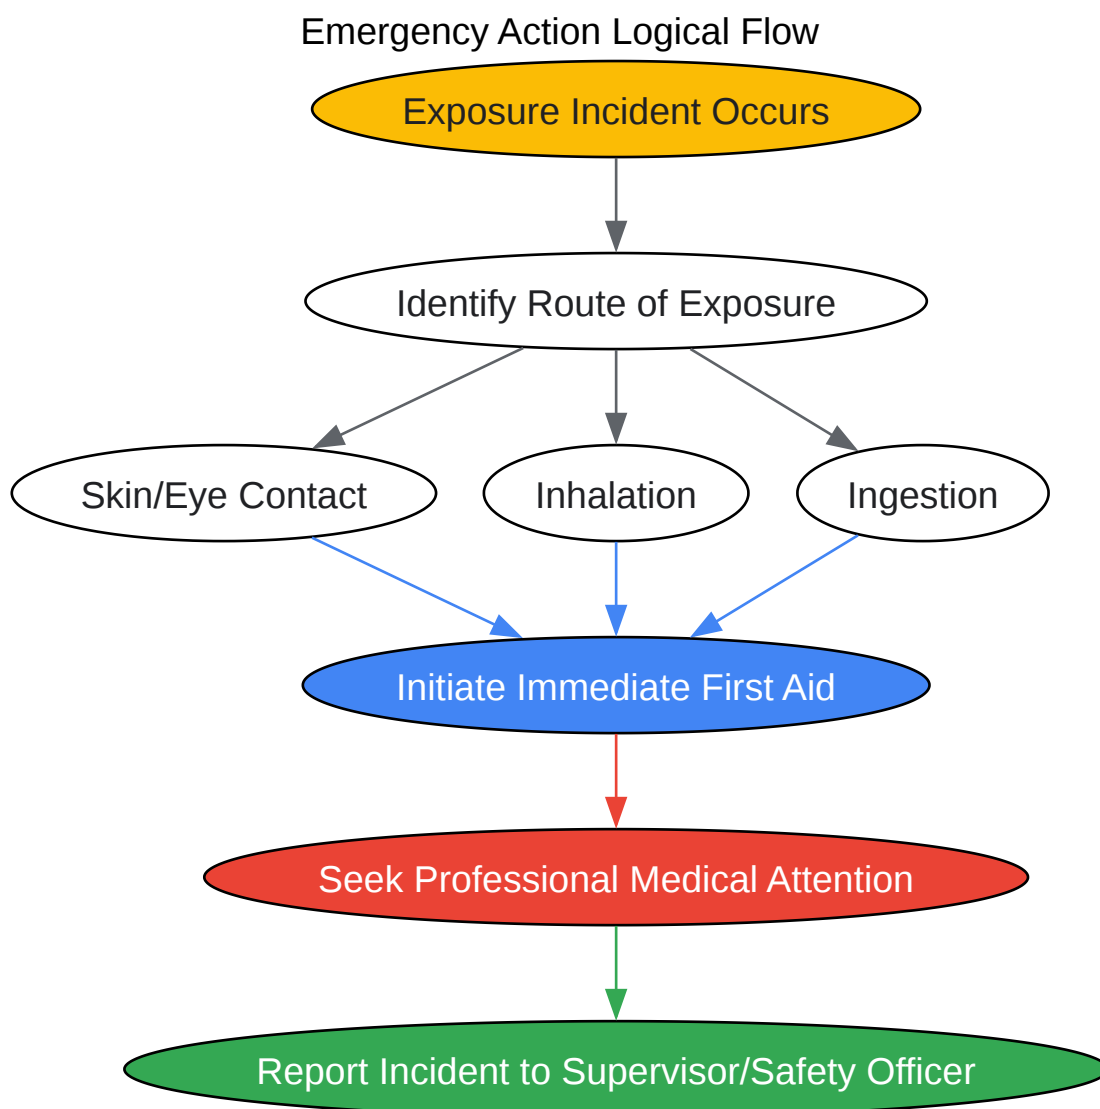 Emergency Action Logical Flow
Exposure Incident Occurs
Identify Route of Exposure
Skin/Eye Contact
Inhalation
Ingestion
Initiate Immediate First Aid
Seek Professional Medical Attention
Report Incident to Supervisor/Safety Officer